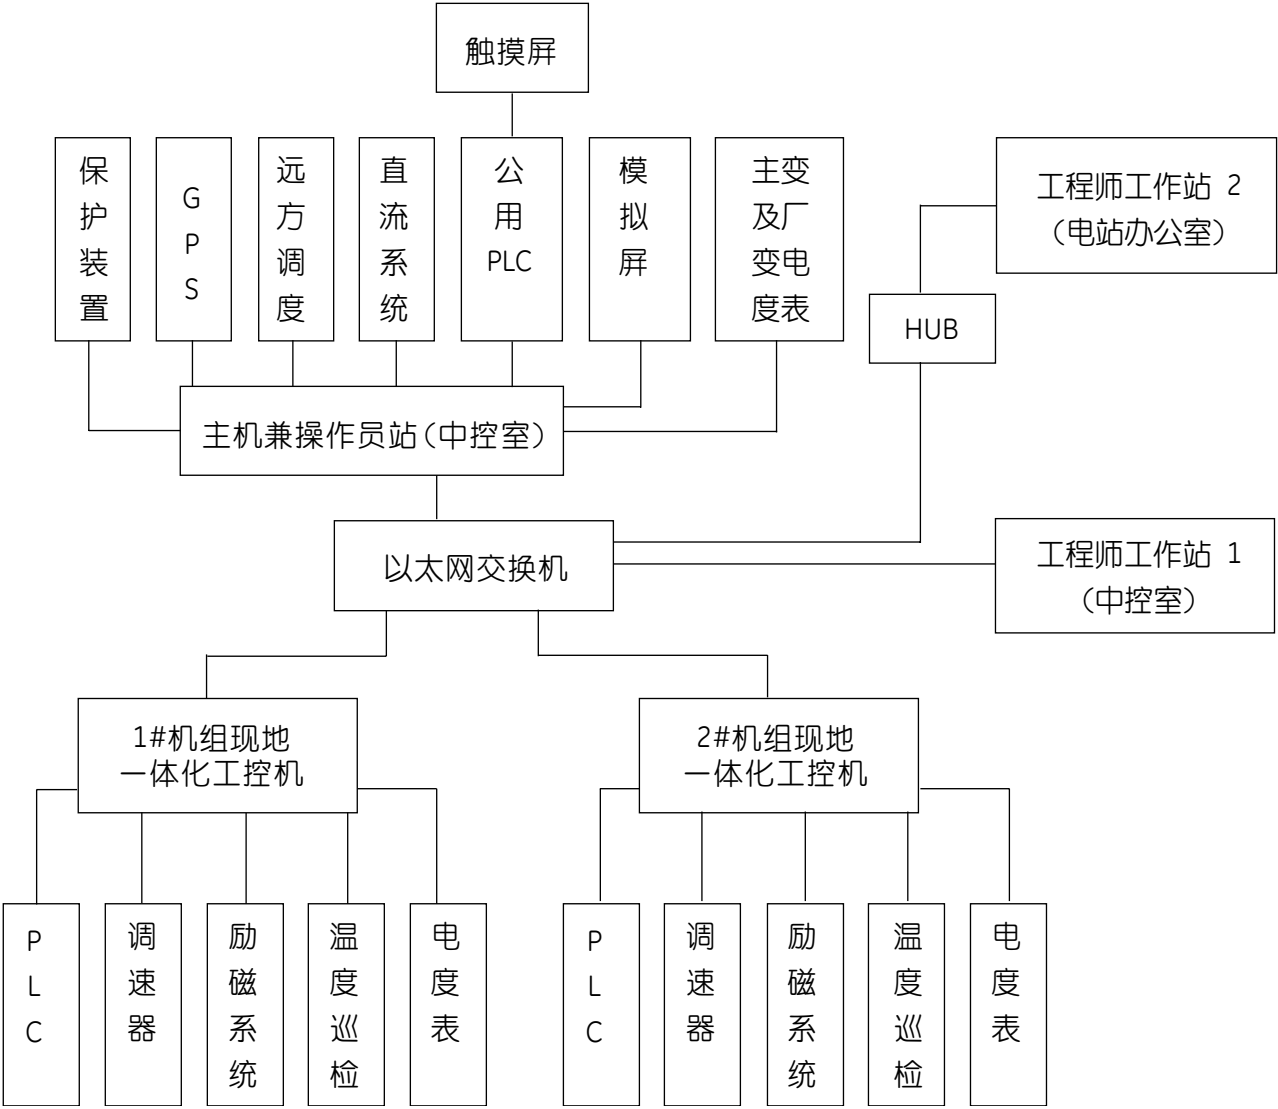 触摸屏
保护装置
GPS
远方调度
直流系统
公用
PLC
模拟屏
主变
及厂
变电
度表
工程师工作站 2
（电站办公室）
HUB
主机兼操作员站（中控室）
以太网交换机
工程师工作站 1
（中控室）
1#机组现地
一体化工控机
2#机组现地
一体化工控机
PLC
调速器
励磁系统
温度巡检
电度表
PLC
调速器
励磁系统
温度巡检
电度表